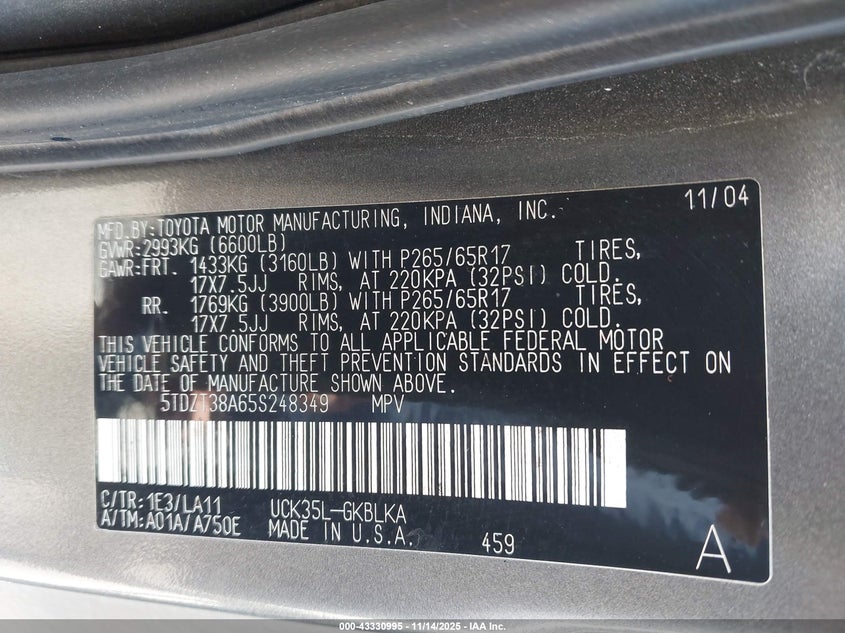 MFD.BY:TOYOTA MOTOR MANUFACTURING, INDIANA, INC. 11/04
GVWR:2993KG (6600LB)
GAWR:FRT. 1433KG (3160LB) WITH P265/65R17 TIRES,
17X7.5JJ RIMS, AT 220KPA (32PSI) COLD.
RR. 1769KG (3900LB) WITH P265/65R17 TIRES,
17X7.5JJ RIMS, AT 220KPA (32PSI) COLD.
THIS VEHICLE CONFORMS TO ALL APPLICABLE FEDERAL MOTOR
VEHICLE SAFETY AND THEFT PREVENTION STANDARDS IN EFFECT ON
THE DATE OF MANUFACTURE SHOWN ABOVE.
5TDZT38A65S248349 MPV
C/TR:1E3/LA11 UCK35L-GKBLKA
A/TM:A01A/A750E MADE IN U.S.A. 459 A
000-43330995 - 11/14/2025 - IAA Inc.